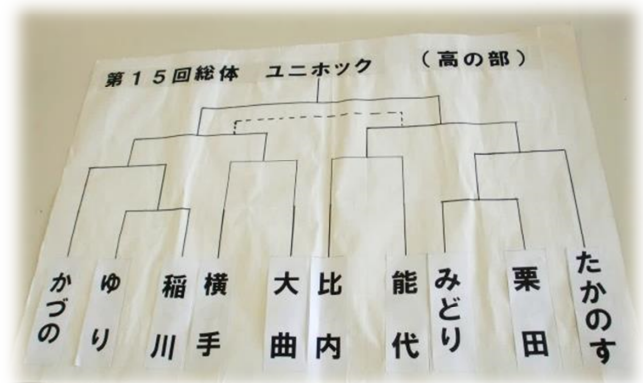 第15回総体 ユニホック （高の部）
かづの
ゆり
稲川
横手
大曲
比内
能代
みどり
栗田
たかのす